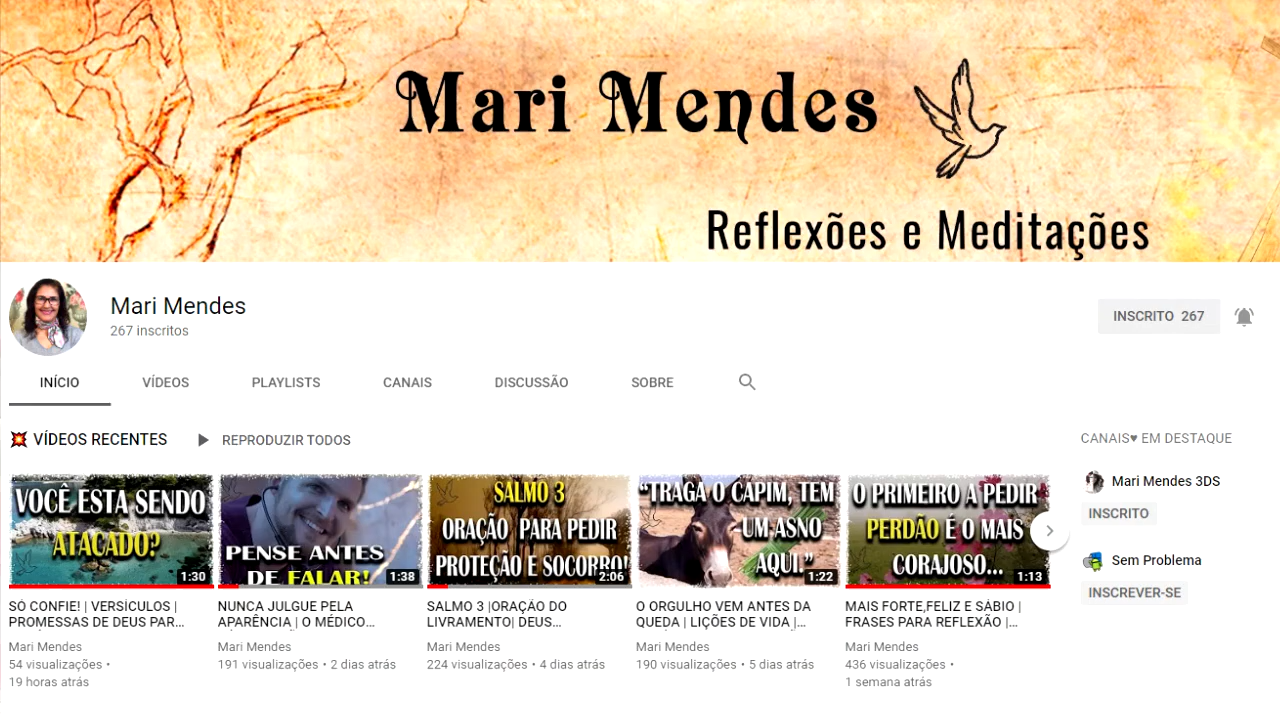 Mari Mendes
Reflexões e Meditações
Mari Mendes
267 inscritos
INSCRITO 267
INÍCIO
VÍDEOS
PLAYLISTS
CANAIS
DISCUSSÃO
SOBRE
VÍDEOS RECENTES
REPRODUZIR TODOS
VOCÊ ESTA SENDO
ATACADO?
1:30
SÓ CONFIE! | VERSÍCULOS |
PROMESSAS DE DEUS PAR...
Mari Mendes
54 visualizações •
19 horas atrás
PENSE ANTES
DE FALAR!
1:38
NUNCA JULGUE PELA
APARÊNCIA | O MÉDICO...
Mari Mendes
191 visualizações • 2 dias atrás
SALMO 3
ORAÇÃO PARA PEDIR
PROTEÇÃO E SOCORRO!
2:06
SALMO 3 |ORAÇÃO DO
LIVRAMENTO| DEUS...
Mari Mendes
224 visualizações • 4 dias atrás
"TRAGA O CAPIM, TEM
UM ASNO
AQUI."
1:22
O ORGULHO VEM ANTES DA
QUEDA | LIÇÕES DE VIDA |...
Mari Mendes
190 visualizações • 5 dias atrás
O PRIMEIRO A PEDIR
PERDÃO É O MAIS
CORAJOSO...
1:13
MAIS FORTE,FELIZ E SÁBIO |
FRASES PARA REFLEXÃO |...
Mari Mendes
436 visualizações •
1 semana atrás
CANAIS♥ EM DESTAQUE
Mari Mendes 3DS
INSCRITO
Sem Problema
INSCREVER-SE